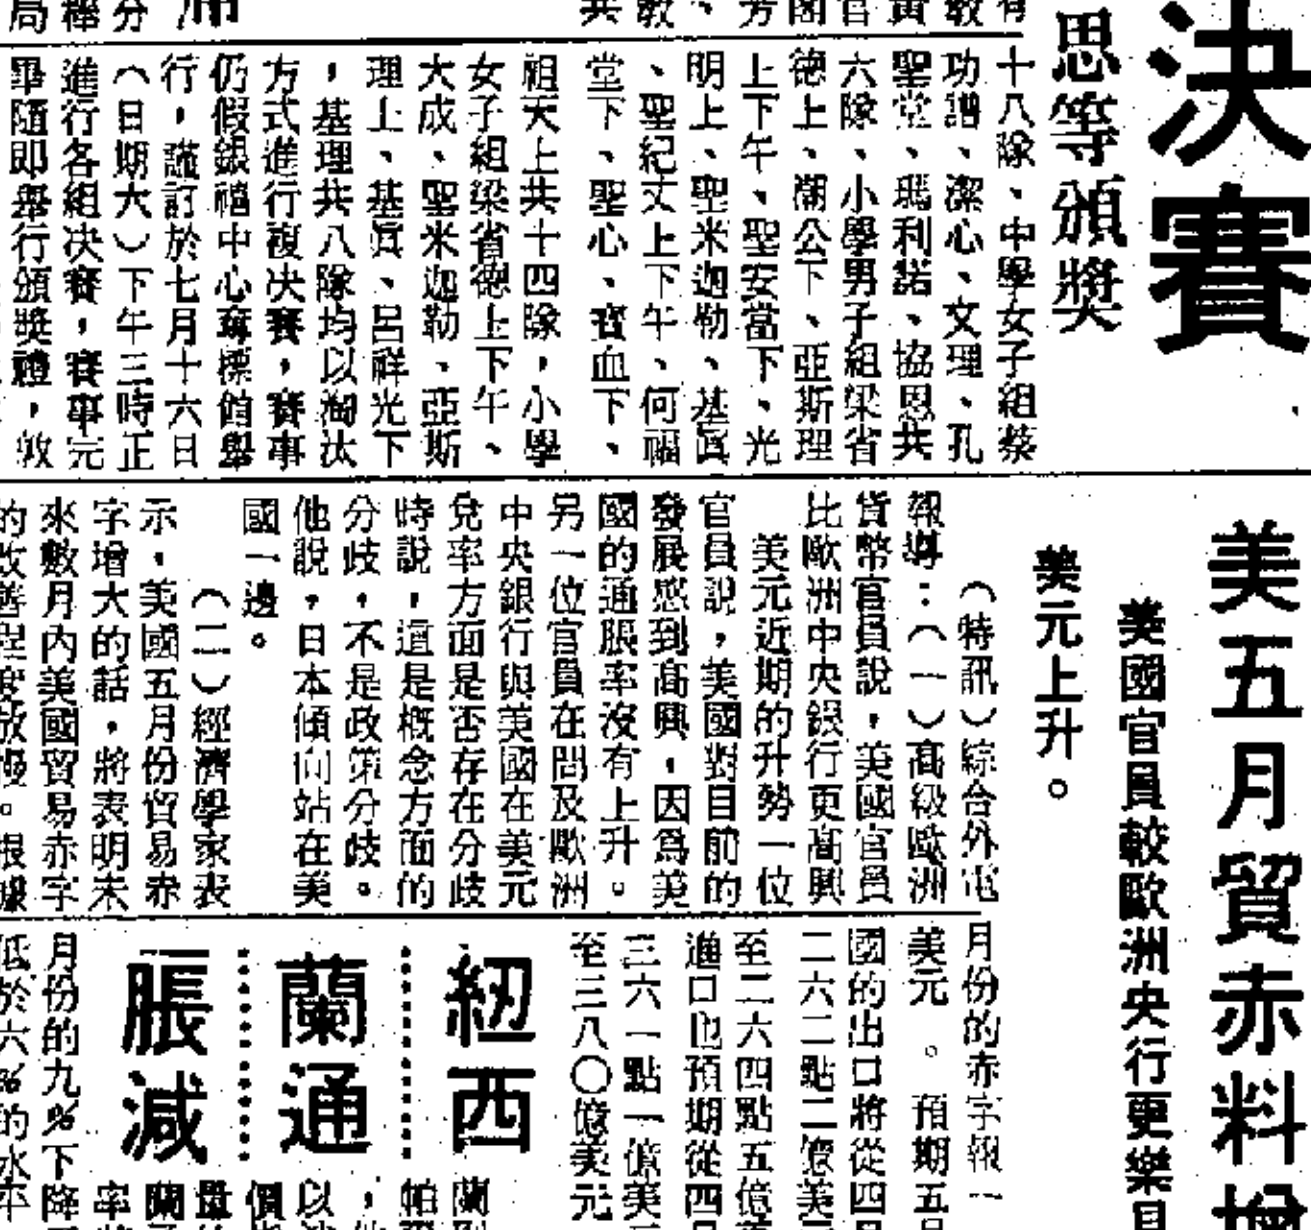 決賽
思等頒獎
十八隊、中學女子組蔡
功譜、潔心、文理、孔
聖堂、瑪利諾、協恩共
六隊、小學男子組梁省
德上、潮公下、亞斯理
上下午、聖安當下、光
明上、聖米迦勒、基眞
、聖紀文上下午、何福
堂下、聖心、寶血下、
祖天上共十四隊，小學
女子組梁省德上下午、
大成、聖米迦勒、亞斯
理上、基眞、呂祥光下
，基理共八隊均以淘汰
方式進行複决賽，賽事
仍假銀禧中心奪標館舉
行，謹訂於七月十六日
（日期六）下午三時正
進行各組決賽，賽事完
畢隨即舉行頒獎禮，敦
美五月貿赤料增
美國官員較歐洲央行更樂見
美元上升。
（特訊）綜合外電
報導：（一）高級歐洲
貨幣官員說，美國官員
比歐洲中央銀行更高興
美元近期的升勢一位
官員說，美國對目前的
發展感到高興，因爲美
國的通脹率沒有上升。
另一位官員在問及歐洲
中央銀行與美國在美元
兌率方面是否存在分歧
時說，這是概念方面的
分歧，不是政策分歧。
他說，日本傾向站在美
國一邊。
（二）經濟學家表
示，美國五月份貿易赤
字增大的話，將表明未
來數月內美國貿易赤字
的改善程度放慢。根據
月份的赤字報一
美元。預期五月
國的出口將從四月
二六二點二億美元
至二六四點五億美
進口也預期從四月
三六一點一億美元
至三八〇億美元
紐西
蘭通
脹減
月份的九％下降
低於六％的水平